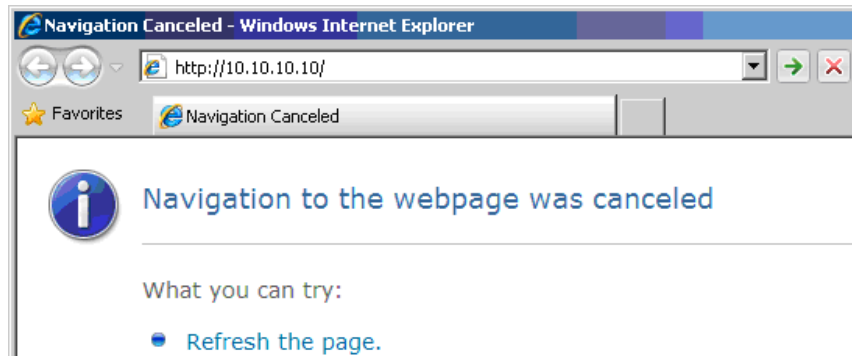 Navigation Canceled - Windows Internet Explorer
http://10.10.10.10/
Favorites
Navigation Canceled
Navigation to the webpage was canceled
What you can try:
Refresh the page.